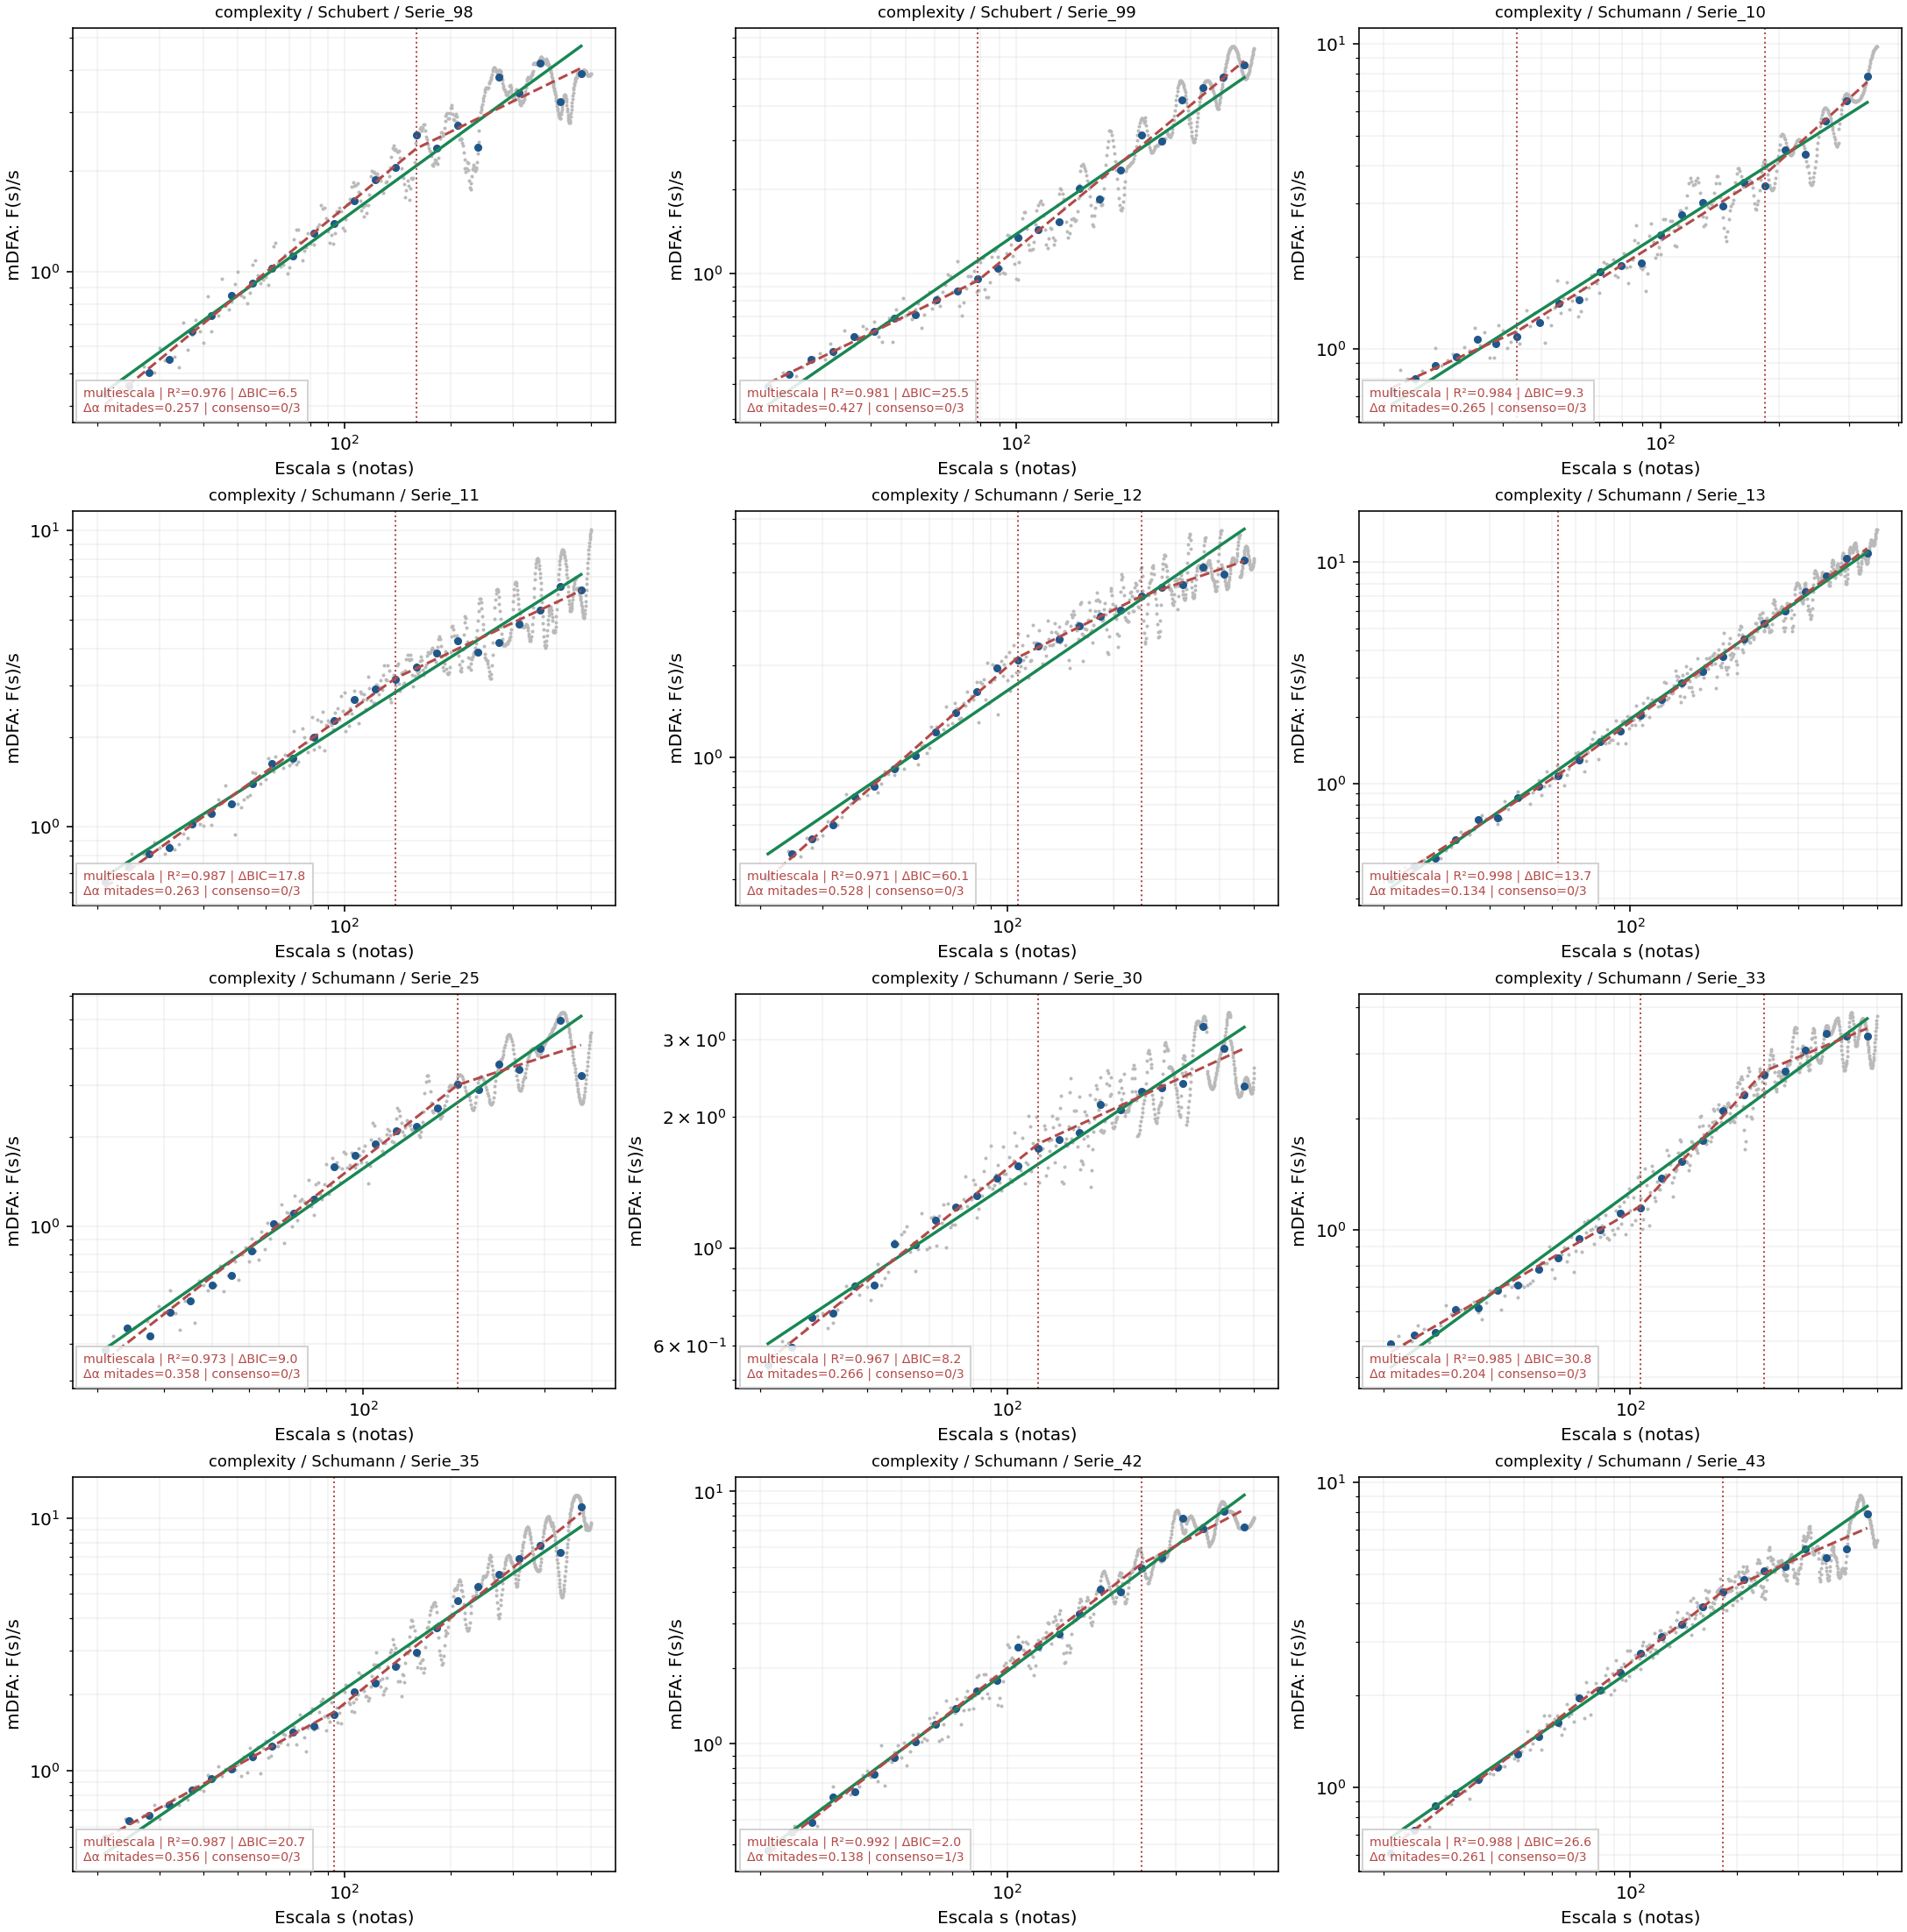 complexity / Schubert / Serie_98
mDFA: F(s)/s
10⁰
multiescala | R²=0.976 | ΔBIC=6.5
Δα mitades=0.257 | consenso=0/3
10²
Escala s (notas)
complexity / Schubert / Serie_99
mDFA: F(s)/s
10⁰
multiescala | R²=0.981 | ΔBIC=25.5
Δα mitades=0.427 | consenso=0/3
10²
Escala s (notas)
complexity / Schumann / Serie_10
mDFA: F(s)/s
10¹
10⁰
multiescala | R²=0.984 | ΔBIC=9.3
Δα mitades=0.265 | consenso=0/3
10²
Escala s (notas)
complexity / Schumann / Serie_11
mDFA: F(s)/s
10¹
10⁰
multiescala | R²=0.987 | ΔBIC=17.8
Δα mitades=0.263 | consenso=0/3
10²
Escala s (notas)
complexity / Schumann / Serie_12
mDFA: F(s)/s
10⁰
multiescala | R²=0.971 | ΔBIC=60.1
Δα mitades=0.528 | consenso=0/3
10²
Escala s (notas)
complexity / Schumann / Serie_13
mDFA: F(s)/s
10¹
10⁰
multiescala | R²=0.998 | ΔBIC=13.7
Δα mitades=0.134 | consenso=0/3
10²
Escala s (notas)
complexity / Schumann / Serie_25
mDFA: F(s)/s
10⁰
multiescala | R²=0.973 | ΔBIC=9.0
Δα mitades=0.358 | consenso=0/3
10²
Escala s (notas)
complexity / Schumann / Serie_30
mDFA: F(s)/s
3 × 10⁰
2 × 10⁰
10⁰
6 × 10⁻¹
multiescala | R²=0.967 | ΔBIC=8.2
Δα mitades=0.266 | consenso=0/3
10²
Escala s (notas)
complexity / Schumann / Serie_33
mDFA: F(s)/s
10⁰
multiescala | R²=0.985 | ΔBIC=30.8
Δα mitades=0.204 | consenso=0/3
10²
Escala s (notas)
complexity / Schumann / Serie_35
mDFA: F(s)/s
10¹
10⁰
multiescala | R²=0.987 | ΔBIC=20.7
Δα mitades=0.356 | consenso=0/3
10²
Escala s (notas)
complexity / Schumann / Serie_42
mDFA: F(s)/s
10¹
10⁰
multiescala | R²=0.992 | ΔBIC=2.0
Δα mitades=0.138 | consenso=1/3
10²
Escala s (notas)
complexity / Schumann / Serie_43
mDFA: F(s)/s
10¹
10⁰
multiescala | R²=0.988 | ΔBIC=26.6
Δα mitades=0.261 | consenso=0/3
10²
Escala s (notas)